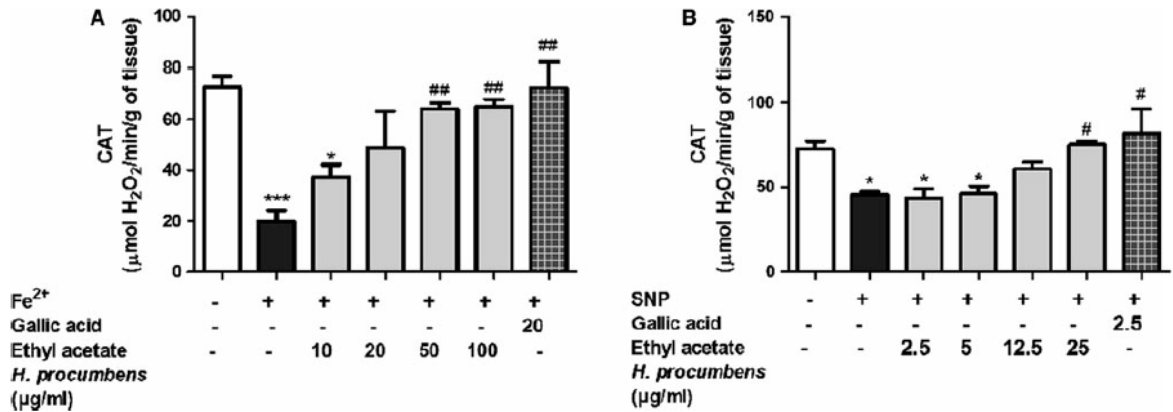 A
B
CAT
(µmol H₂O₂/min/g of tissue)
100
80
60
40
20
0
***
*
##
##
##
Fe²⁺ - + + + + + +
Gallic acid - - - - - - 20
Ethyl acetate - - 10 20 50 100 -
H. procumbens
(µg/ml)
CAT
(µmol H₂O₂/min/g of tissue)
150
100
50
0
*
*
*
#
#
SNP - + + + + + +
Gallic acid - - - - - - 2.5
Ethyl acetate - - 2.5 5 12.5 25 -
H. procumbens
(µg/ml)